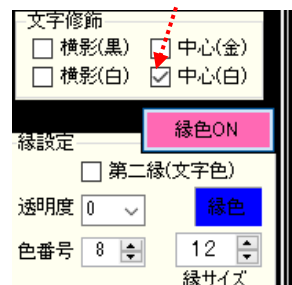 文字修飾
横影(黒) 中心(金)
横影(白) 中心(白)
縁色ON
縁設定
第二縁(文字色)
透明度 0 縁色
色番号 8 12
縁サイズ